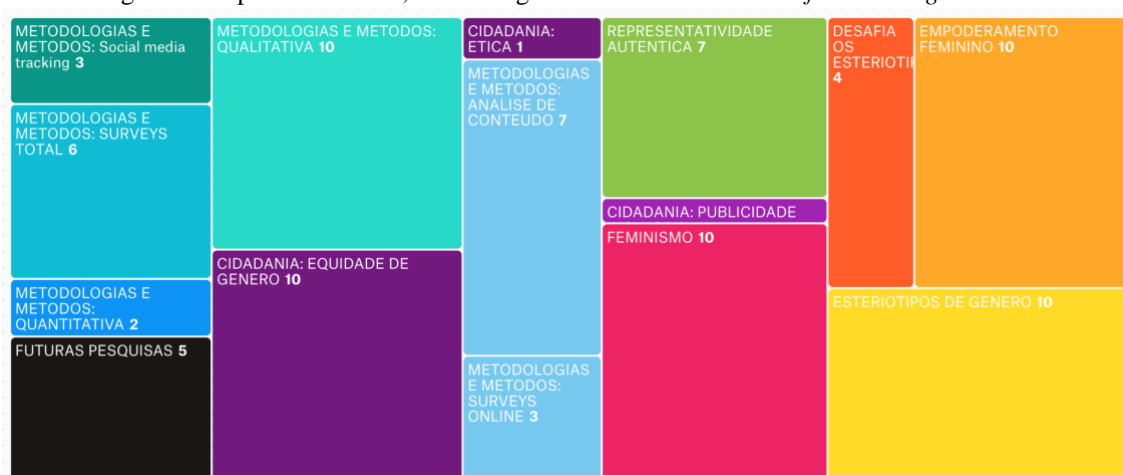 METODOLOGIAS E
METODOS: Social media
tracking 3
METODOLOGIAS E
METODOS: SURVEYS
TOTAL 6
METODOLOGIAS E
METODOS:
QUANTITATIVA 2
FUTURAS PESQUISAS 5
METODOLOGIAS E METODOS:
QUALITATIVA 10
CIDADANIA: EQUIDADE DE
GENERO 10
CIDADANIA:
ETICA 1
METODOLOGIAS
E METODOS:
ANALISE DE
CONTEUDO 7
METODOLOGIAS
E METODOS:
SURVEYS
ONLINE 3
REPRESENTATIVIDADE
AUTENTICA 7
CIDADANIA: PUBLICIDADE
FEMINISMO 10
DESAFIA
OS
ESTERIOTI
4
EMPODERAMENTO
FEMININO 10
ESTERIOTIPOS DE GENERO 10